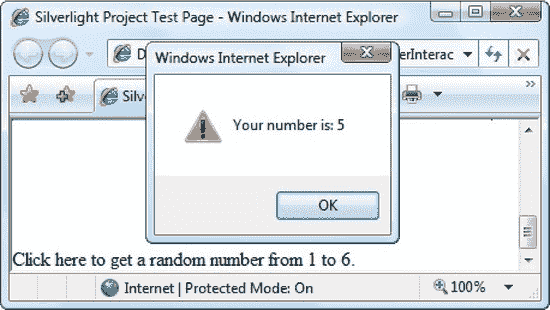 Silverlight Project Test Page - Windows Internet Explorer
Windows Internet Explorer
erInterac
Silver
Your number is: 5
OK
Click here to get a random number from 1 to 6.
Internet | Protected Mode: On
100%